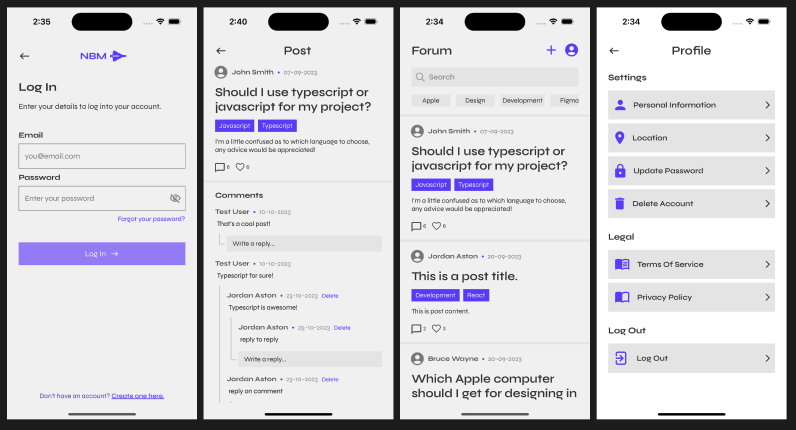 2:35
NBM
Log In
Enter your details to log into your account.
Email
you@email.com
Password
Enter your password
Forgot your password?
Log In
Don't have an account? Create one here.
2:40
Post
John Smith • 07-09-2023
Should I use typescript or
javascript for my project?
Javascript Typescript
I'm a little confused as to which language to choose,
any advice would be appreciated!
6 6
Comments
Test User • 10-10-2023
That's a cool post!
Write a reply...
Test User • 10-10-2023
Typescript for sure!
Jordan Aston • 23-10-2023 Delete
Typescript is awesome!
Jordan Aston • 25-10-2023 Delete
reply to reply
Write a reply...
Jordan Aston • 23-10-2023 Delete
reply on comment
2:34
Forum
Search
Apple Design Development Figma
John Smith • 07-09-2023
Should I use typescript or
javascript for my project?
Javascript Typescript
I'm a little confused as to which language to choose,
any advice would be appreciated!
6 6
Jordan Aston • 20-09-2023
This is a post title.
Development React
This is post content.
2 3
Bruce Wayne • 20-09-2023
Which Apple computer
should I get for designing in
2:34
Profile
Settings
Personal Information
Location
Update Password
Delete Account
Legal
Terms Of Service
Privacy Policy
Log Out
Log Out